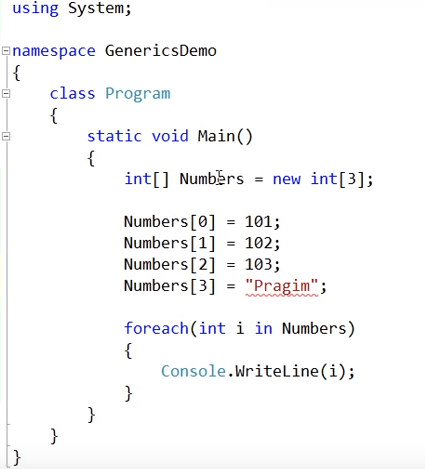 using System;
namespace GenericsDemo
{
class Program
{
static void Main()
{
int[] Numbers = new int[3];
Numbers[0] = 101;
Numbers[1] = 102;
Numbers[2] = 103;
Numbers[3] = "Pragim";
foreach(int i in Numbers)
{
Console.WriteLine(i);
}
}
}
}